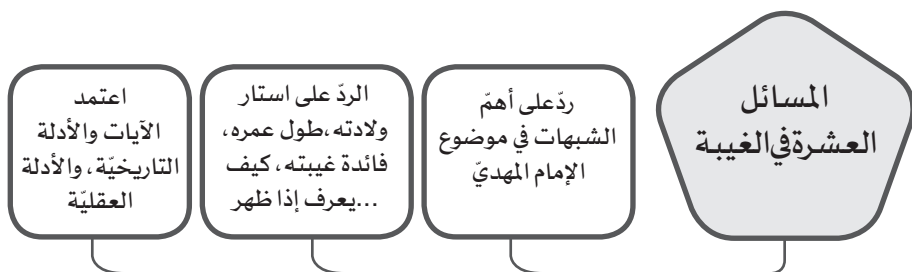 المسائل
العشرة في الغيبة
ردّ على أهمّ
الشبهات في موضوع
الإمام المهديّ
الردّ على استار
ولادته، طول عمره،
فائدة غيبته، كيف
يعرف إذا ظهر...
اعتمد
الآيات والأدلة
التاريخيّة، والأدلة
العقليّة